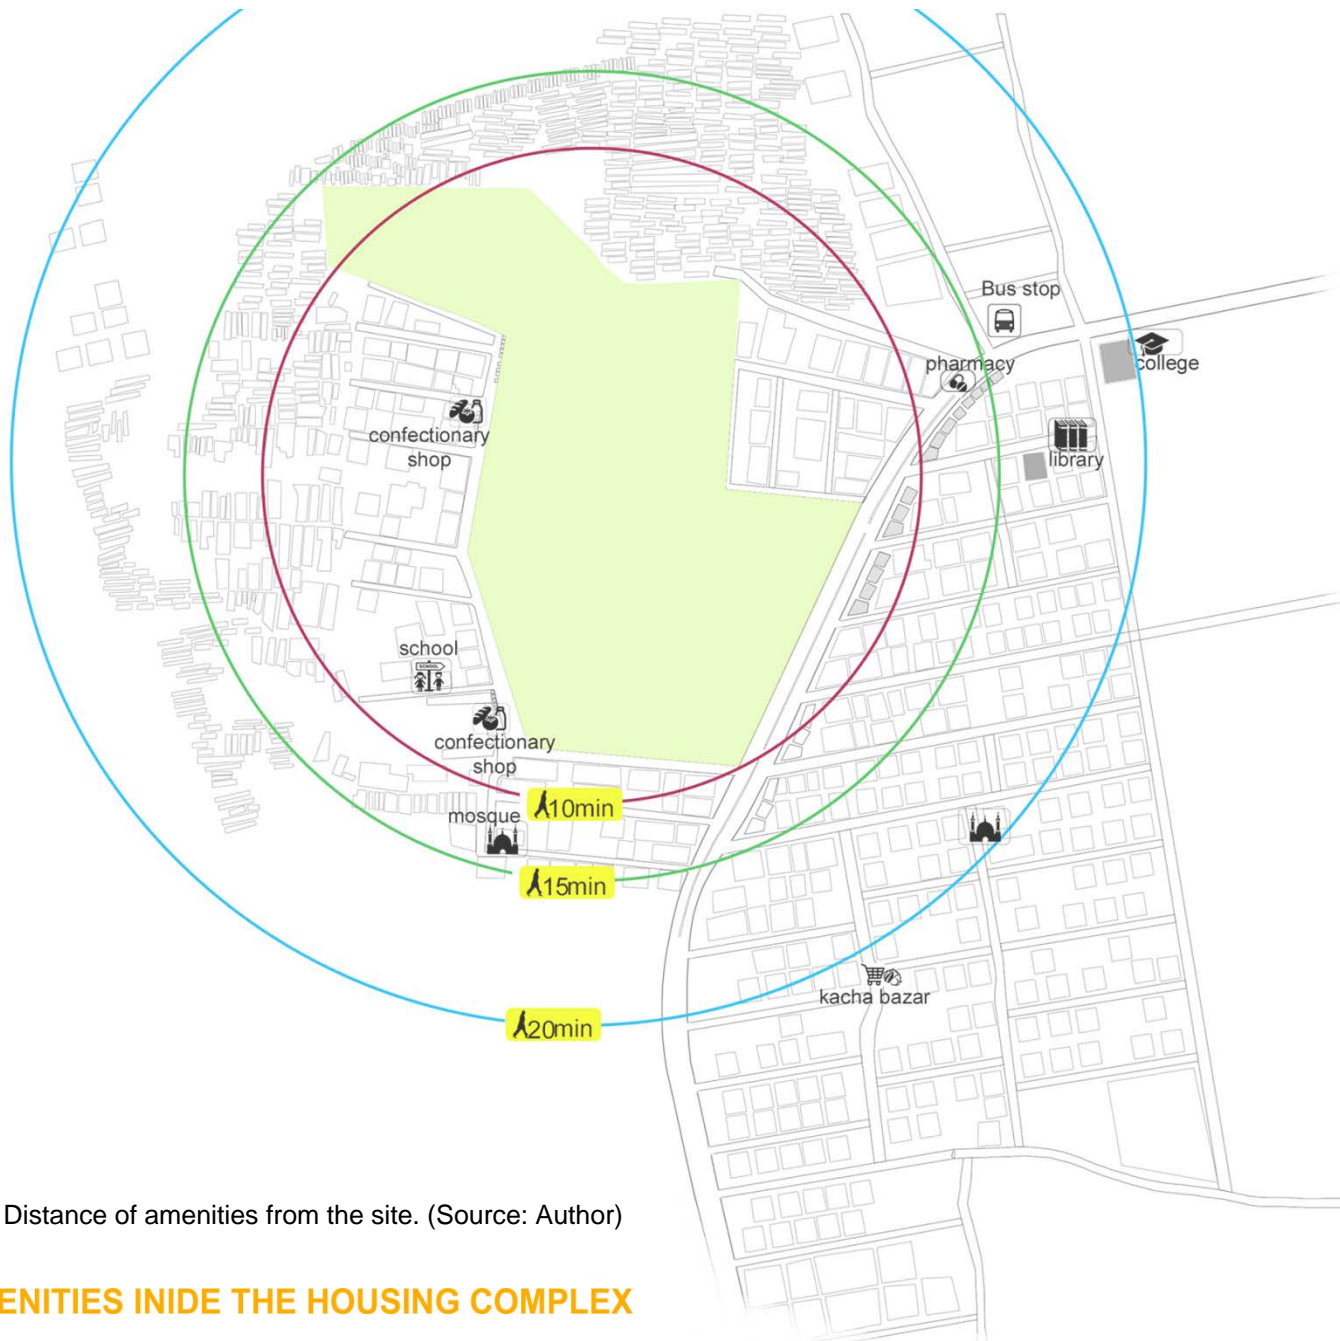 Bus stop
pharmacy
college
confectionary
shop
library
school
SCHOOL
confectionary
shop
10min
mosque
15min
kacha bazar
20min
Distance of amenities from the site. (Source: Author)
ENITIES INIDE THE HOUSING COMPLEX